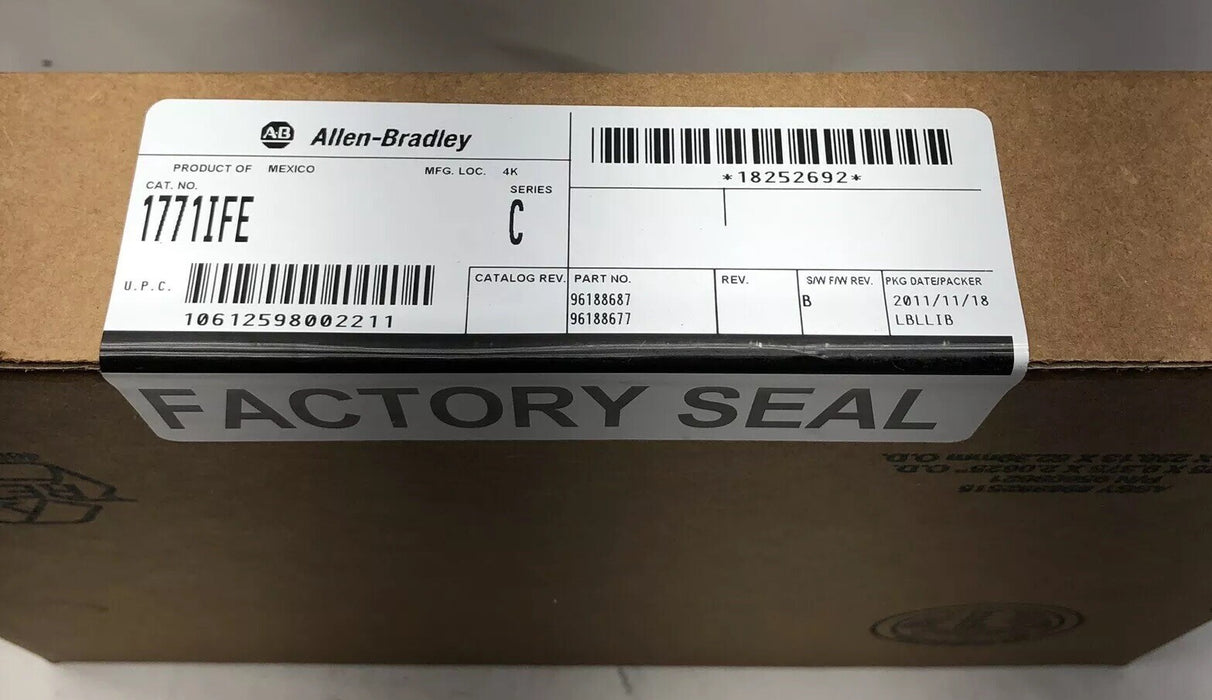 AB Allen-Bradley
PRODUCT OF MEXICO
MFG. LOC. 4K
CAT. NO.
1771IFE
SERIES
C
*18252692*
U.P.C.
10612598002211
CATALOG REV.
PART NO.
96188687
96188677
REV.
S/W F/W REV.
B
PKG DATE/PACKER
2011/11/18
LBLLIB
FACTORY SEAL